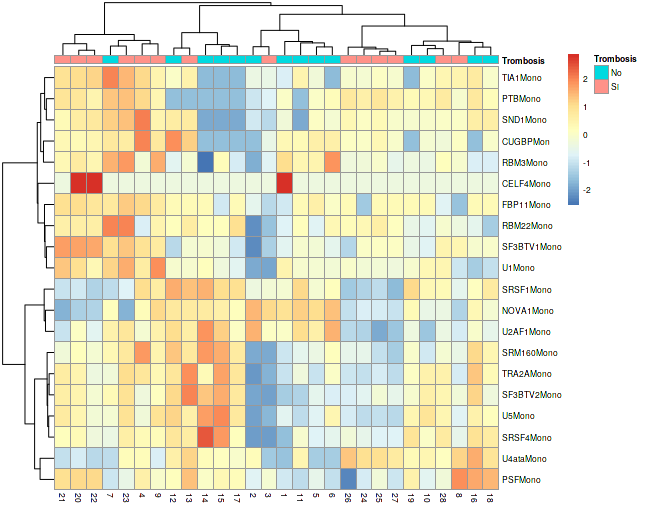 Trombosis
Trombosis
No
SI
2
1
0
-1
-2
TIA1Mono
PTBMono
SND1Mono
CUGBPMon
RBM3Mono
CELF4Mono
FBP11Mono
RBM22Mono
SF3BTV1Mono
U1Mono
SRSF1Mono
NOVA1Mono
U2AF1Mono
SRM160Mono
TRA2AMono
SF3BTV2Mono
U5Mono
SRSF4Mono
U4ataMono
PSFMono
21 20 22 7 23 4 9 12 13 14 15 17 2 3 1 11 5 6 26 24 25 27 19 10 28 8 16 18